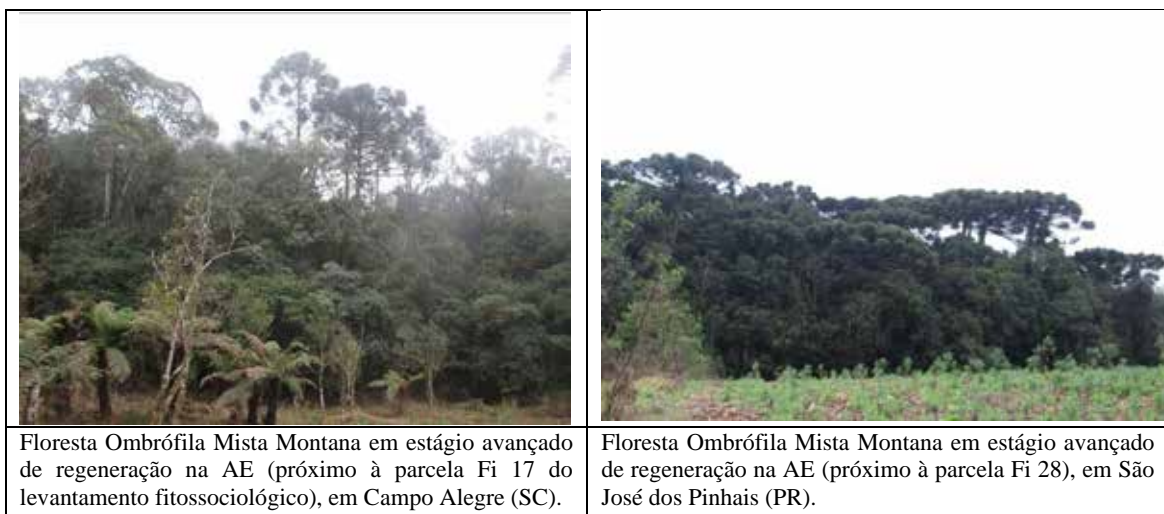 Floresta Ombrófila Mista Montana em estágio avançado
de regeneração na AE (próximo à parcela Fi 17 do
levantamento fitossociológico), em Campo Alegre (SC).
Floresta Ombrófila Mista Montana em estágio avançado
de regeneração na AE (próximo à parcela Fi 28), em São
José dos Pinhais (PR).